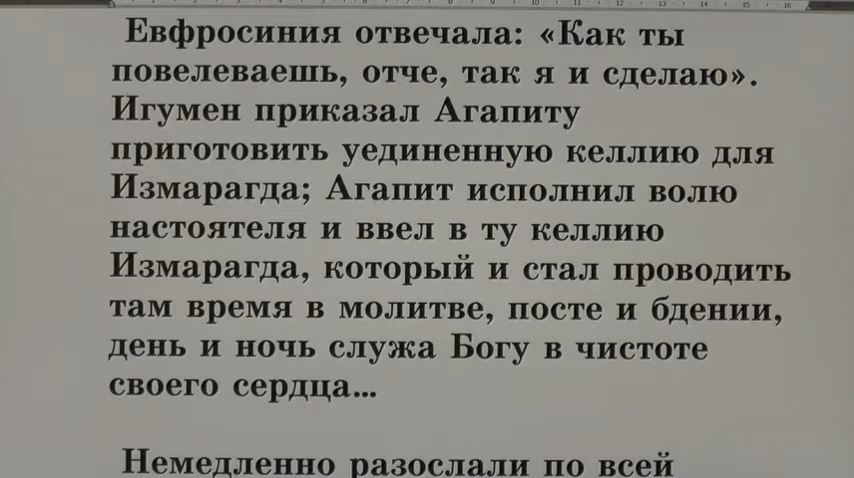 Евфросиния отвечала: «Как ты
повелеваешь, отче, так я и сделаю».
Игумен приказал Агапиту
приготовить уединенную келлию для
Измарагда; Агапит исполнил волю
настоятеля и ввел в ту келлию
Измарагда, который и стал проводить
там время в молитве, посте и бдении,
день и ночь служа Богу в чистоте
своего сердца...
Немедленно разослали по всей